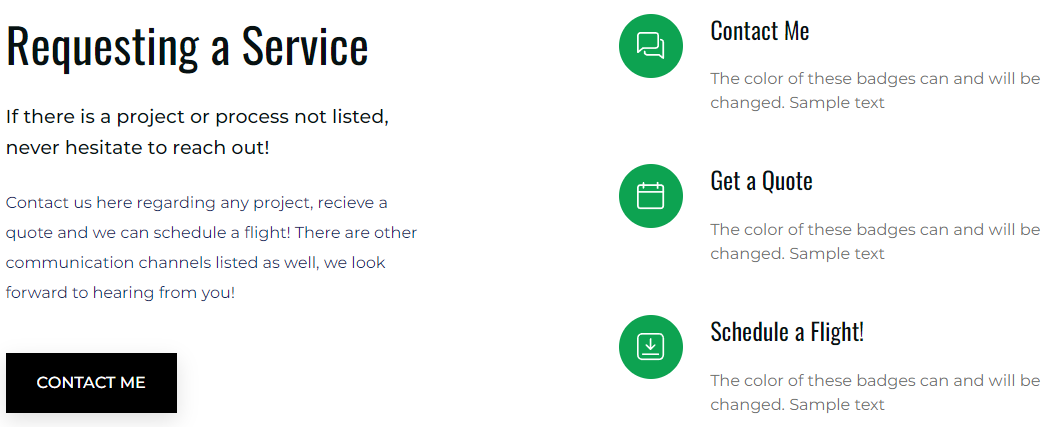 Requesting a Service
If there is a project or process not listed,
never hesitate to reach out!
Contact us here regarding any project, recieve a
quote and we can schedule a flight! There are other
communication channels listed as well, we look
forward to hearing from you!
CONTACT ME
Contact Me
The color of these badges can and will be
changed. Sample text
Get a Quote
The color of these badges can and will be
changed. Sample text
Schedule a Flight!
The color of these badges can and will be
changed. Sample text